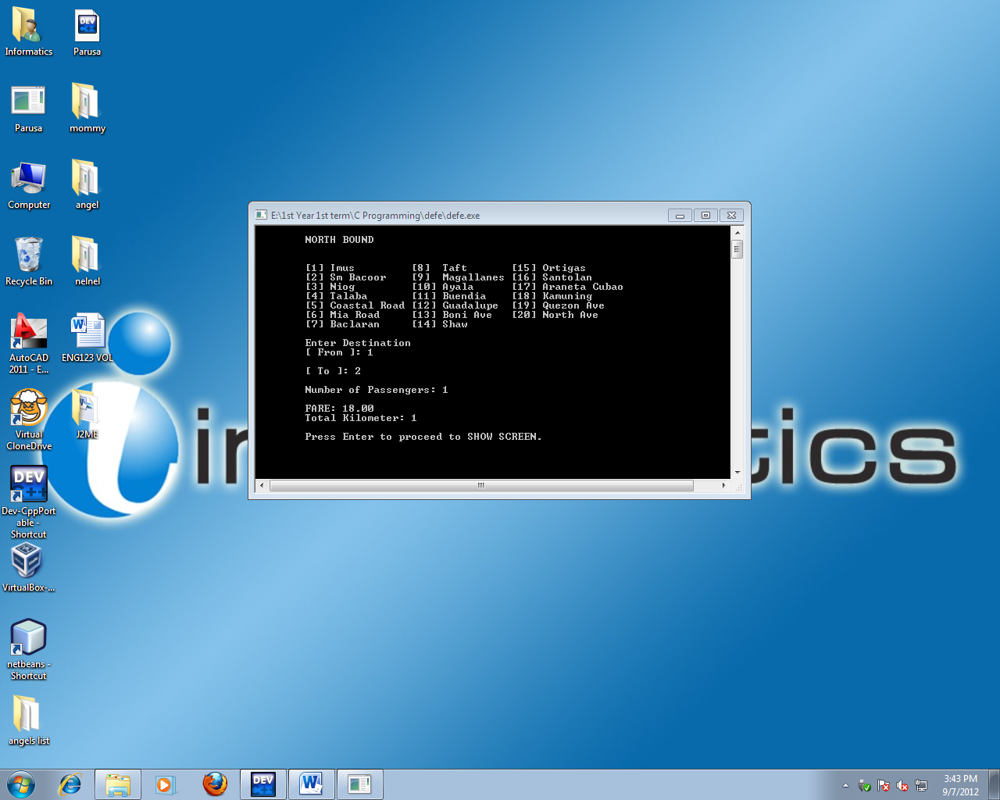 Informatics
Parusa
Parusa
mommy
Computer
angel
Recycle Bin
nelnel
AutoCAD
2011 - E...
ENG123 VOL
Virtual
CloneDrive
J2ME
DEV
C++
Dev-CppPort
able -
Shortcut
VirtualBox-...
netbeans -
Shortcut
angels list
E:\1st Year 1st term\C Programming\defe\defe.exe
NORTH BOUND
[1] Imus [8] Taft [15] Ortigas
[2] Sm Bacoor [9] Magallanes [16] Santolan
[3] Niog [10] Ayala [17] Araneta Cubao
[4] Talaba [11] Buendia [18] Kamuning
[5] Coastal Road [12] Guadalupe [19] Quezon Ave
[6] Mia Road [13] Boni Ave [20] North Ave
[7] Baclaran [14] Shaw
Enter Destination
[ From ]: 1
[ To ]: 2
Number of Passengers: 1
FARE: 18.00
Total Kilometer: 1
Press Enter to proceed to SHOW SCREEN.
DEV
3:43 PM
9/7/2012